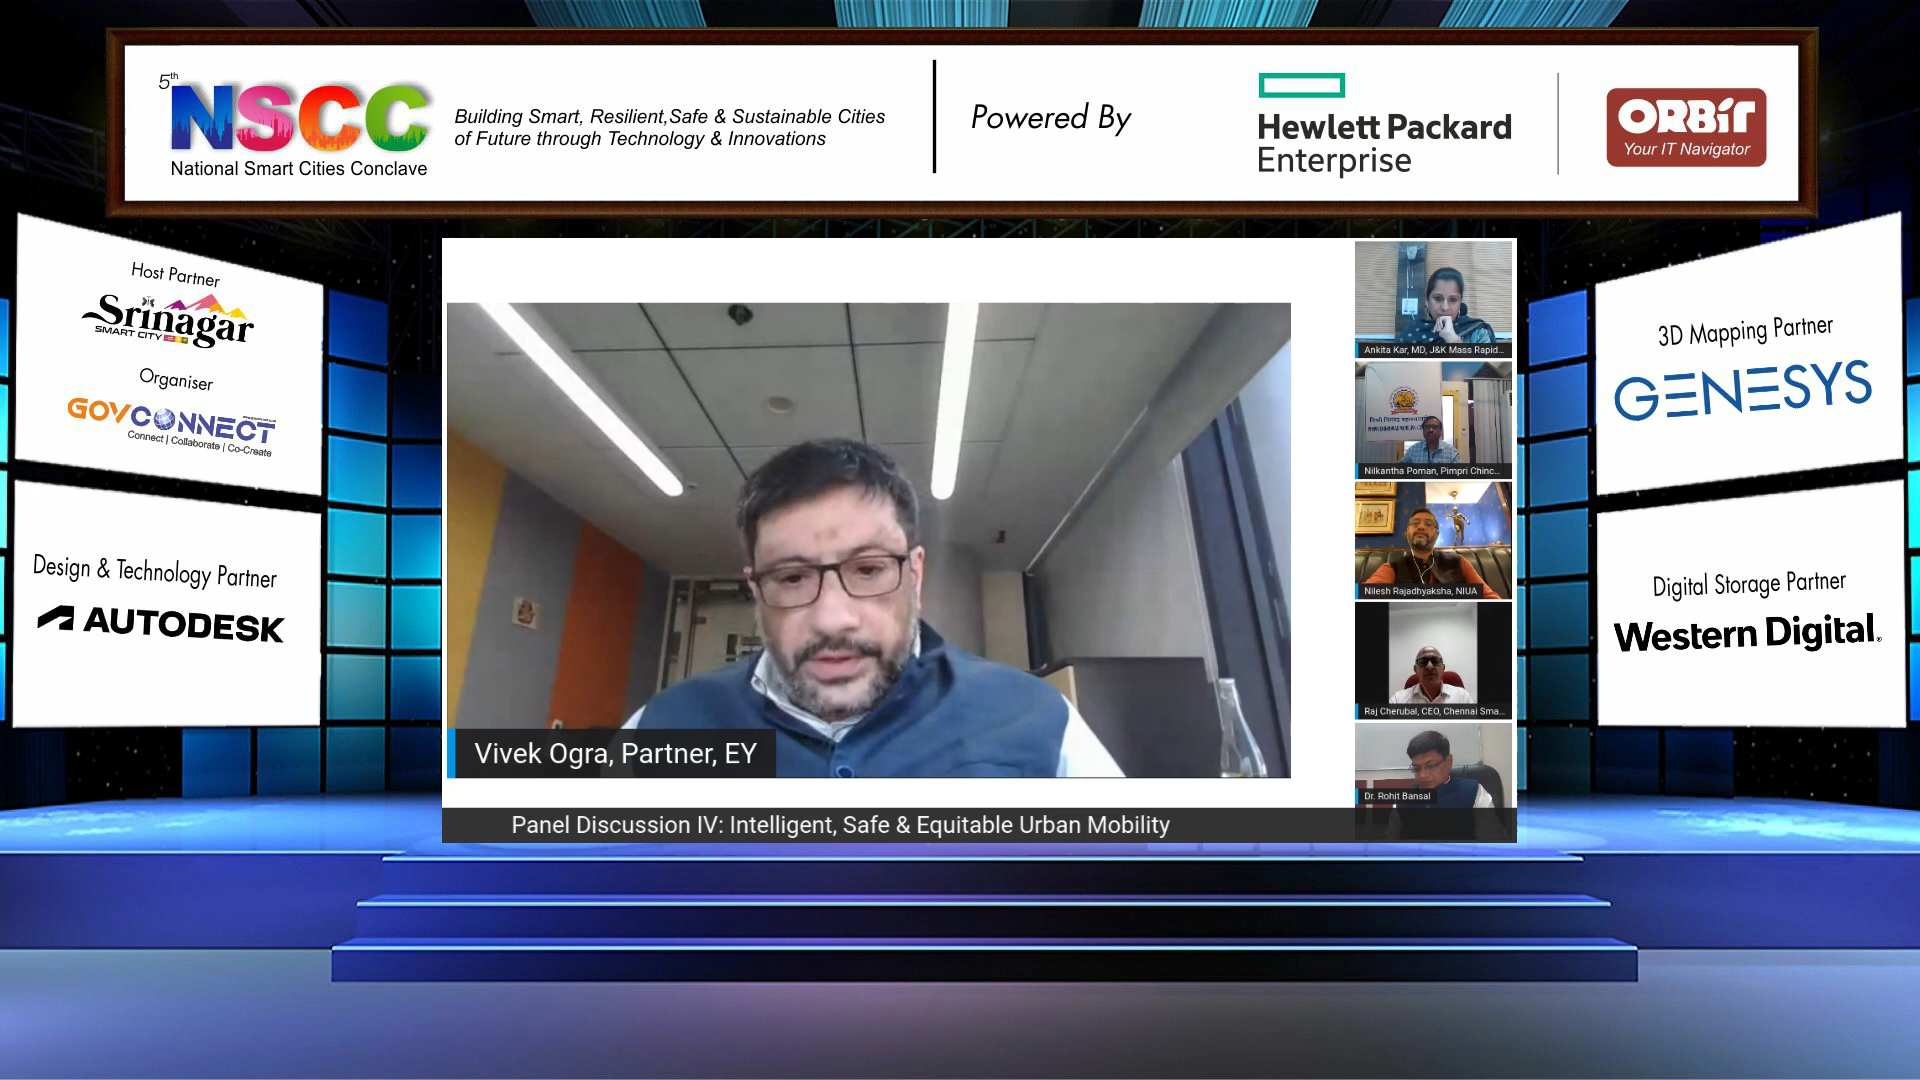 5th
NSCC
National Smart Cities Conclave
Building Smart, Resilient,Safe & Sustainable Cities
of Future through Technology & Innovations
Powered By
Hewlett Packard
Enterprise
ORBIT
Your IT Navigator
Host Partner
Srinagar
SMART CITY
Organiser
GOVCONNECT
Connect | Collaborate | Co-Create
Design & Technology Partner
AUTODESK
Vivek Ogra, Partner, EY
Panel Discussion IV: Intelligent, Safe & Equitable Urban Mobility
Ankita Kar, MD, J&K Mass Rapid...
Nilkantha Poman, Pimpri Chinc...
Nilesh Rajadhyaksha, NIUA
Raj Cherubal, CEO, Chennai Sma...
Dr. Rohit Bansal
3D Mapping Partner
GENESYS
Digital Storage Partner
Western Digital.